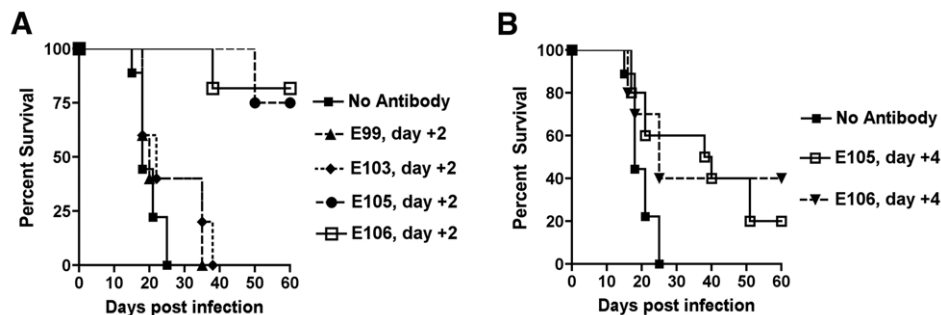 A
Percent Survival
100
75
50
25
0
0 10 20 30 40 50 60
Days post infection
No Antibody
E99, day +2
E103, day +2
E105, day +2
E106, day +2
B
Percent Survival
100
80
60
40
20
0
0 10 20 30 40 50 60
Days post infection
No Antibody
E105, day +4
E106, day +4